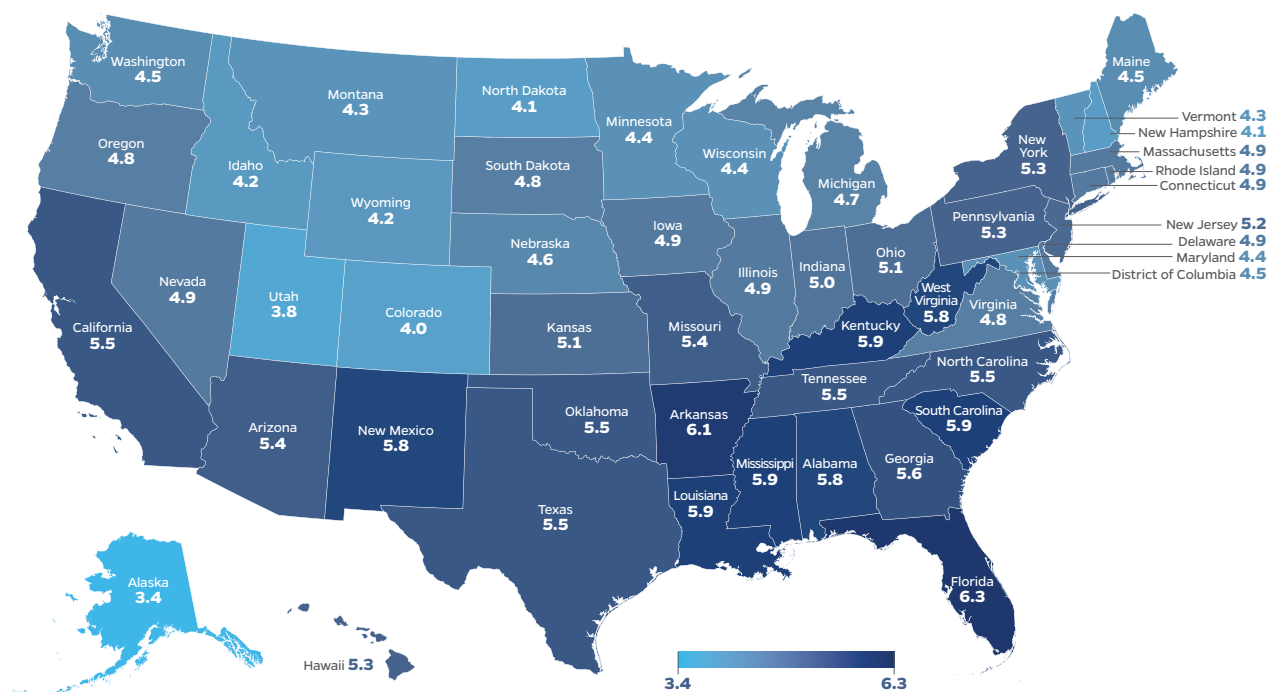 Washington
4.5
Oregon
4.8
California
5.5
Nevada
4.9
Idaho
4.2
Montana
4.3
Wyoming
4.2
Utah
3.8
Colorado
4.0
Arizona
5.4
New Mexico
5.8
North Dakota
4.1
South Dakota
4.8
Nebraska
4.6
Kansas
5.1
Oklahoma
5.5
Texas
5.5
Minnesota
4.4
Iowa
4.9
Missouri
5.4
Arkansas
6.1
Louisiana
5.9
Wisconsin
4.4
Illinois
4.9
Michigan
4.7
Indiana
5.0
Ohio
5.1
Kentucky
5.9
Tennessee
5.5
Mississippi
5.9
Alabama
5.8
Georgia
5.6
Florida
6.3
South Carolina
5.9
North Carolina
5.5
Virginia
4.8
West
Virginia
5.8
Pennsylvania
5.3
New
York
5.3
Maine
4.5
Vermont 4.3
New Hampshire 4.1
Massachusetts 4.9
Rhode Island 4.9
Connecticut 4.9
New Jersey 5.2
Delaware 4.9
Maryland 4.4
District of Columbia 4.5
Alaska
3.4
Hawaii 5.3
3.4
6.3